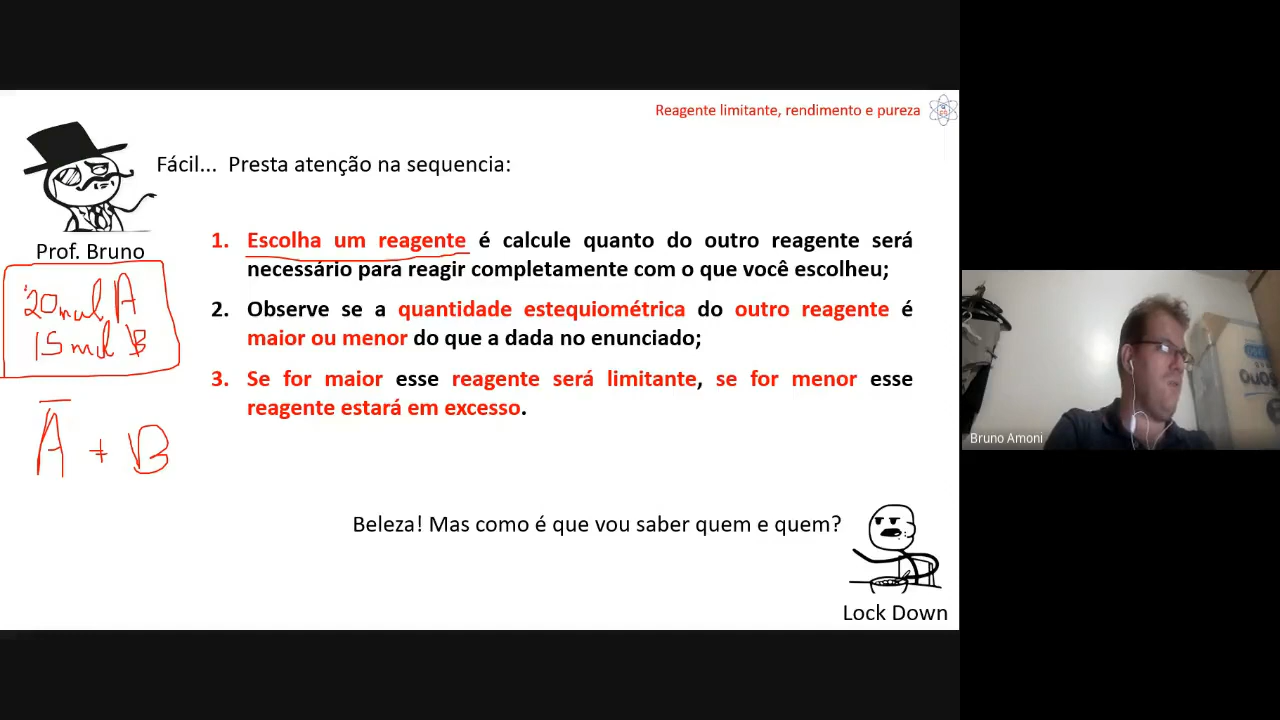 Reagente limitante, rendimento e pureza
Fácil... Presta atenção na sequencia:
Prof. Bruno
1. Escolha um reagente é calcule quanto do outro reagente será
necessário para reagir completamente com o que você escolheu;
2. Observe se a quantidade estequiométrica do outro reagente é
maior ou menor do que a dada no enunciado;
3. Se for maior esse reagente será limitante, se for menor esse
reagente estará em excesso.
20 mol A
15 mol B
A + B
Beleza! Mas como é que vou saber quem e quem?
Lock Down
Bruno Amoni